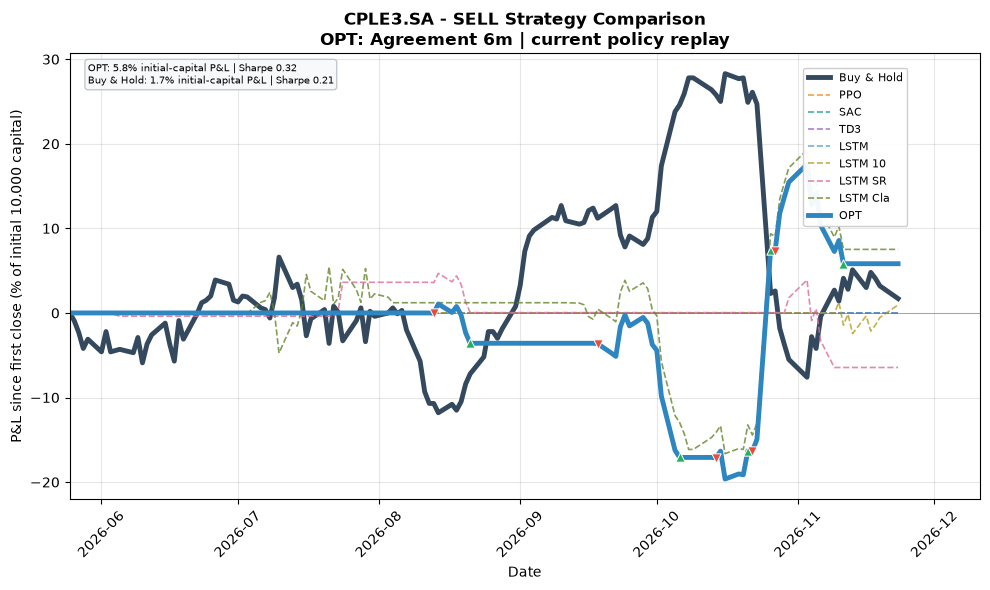 CPLE3.SA - SELL Strategy Comparison
OPT: Agreement 6m | current policy replay
OPT: 5.8% initial-capital P&L | Sharpe 0.32
Buy & Hold: 1.7% initial-capital P&L | Sharpe 0.21
Buy & Hold
PPO
SAC
TD3
LSTM
LSTM 10
LSTM SR
LSTM Cla
OPT
P&L since first close (% of initial 10,000 capital)
30
20
10
0
−10
−20
2026-06
2026-07
2026-08
2026-09
2026-10
2026-11
2026-12
Date